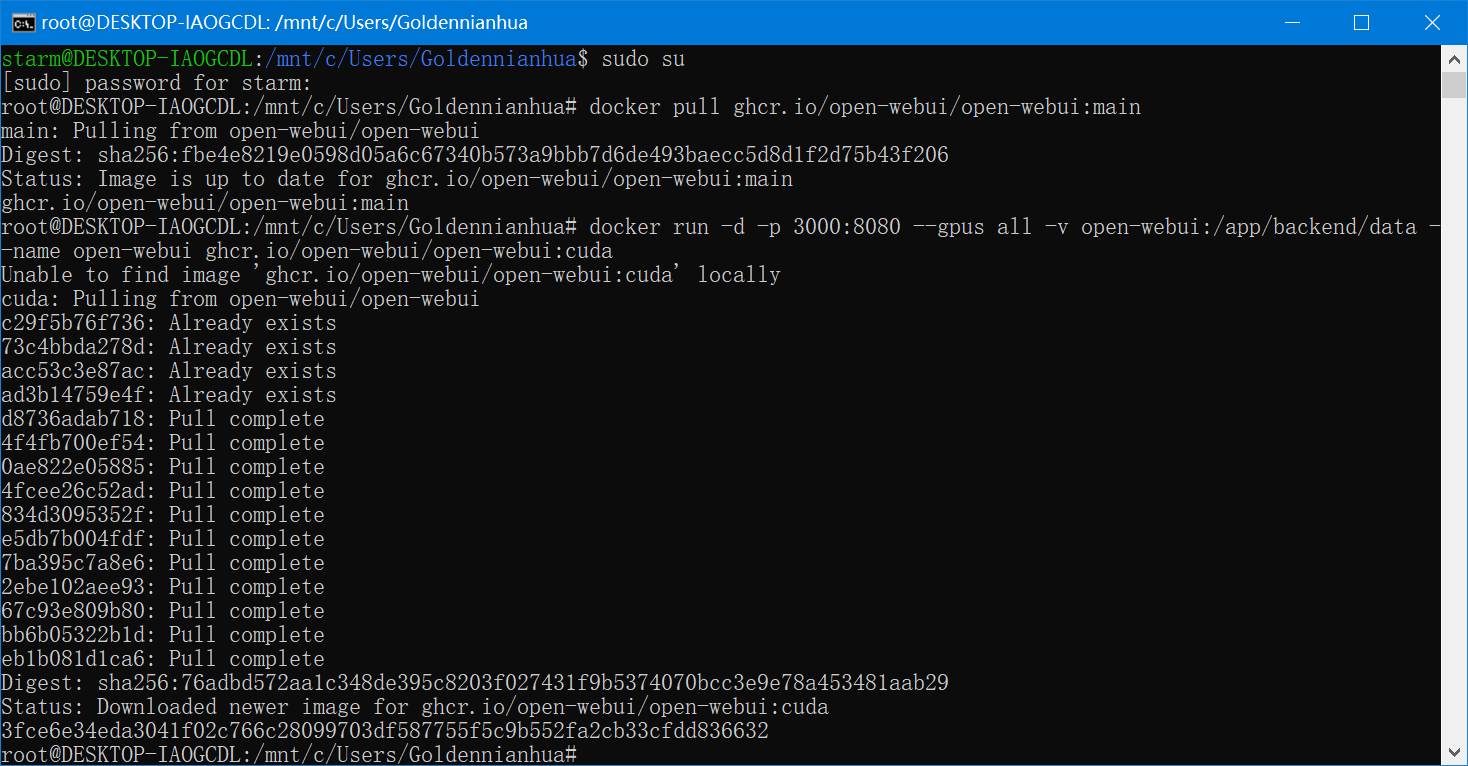 root@DESKTOP-IAOGCDL: /mnt/c/Users/Goldennianhua
starm@DESKTOP-IAOGCDL:/mnt/c/Users/Goldennianhua$ sudo su
[sudo] password for starm:
root@DESKTOP-IAOGCDL:/mnt/c/Users/Goldennianhua# docker pull ghcr.io/open-webui/open-webui:main
main: Pulling from open-webui/open-webui
Digest: sha256:fbe4e8219e0598d05a6c67340b573a9bbb7d6de493baecc5d8d1f2d75b43f206
Status: Image is up to date for ghcr.io/open-webui/open-webui:main
ghcr.io/open-webui/open-webui:main
root@DESKTOP-IAOGCDL:/mnt/c/Users/Goldennianhua# docker run -d -p 3000:8080 --gpus all -v open-webui:/app/backend/data -
-name open-webui ghcr.io/open-webui/open-webui:cuda
Unable to find image 'ghcr.io/open-webui/open-webui:cuda' locally
cuda: Pulling from open-webui/open-webui
c29f5b76f736: Already exists
73c4bbda278d: Already exists
acc53c3e87ac: Already exists
ad3b14759e4f: Already exists
d8736adab718: Pull complete
4f4fb700ef54: Pull complete
0ae822e05885: Pull complete
4fcee26c52ad: Pull complete
834d3095352f: Pull complete
e5db7b004fdf: Pull complete
7ba395c7a8e6: Pull complete
2ebe102aee93: Pull complete
67c93e809b80: Pull complete
bb6b05322b1d: Pull complete
eb1b081d1ca6: Pull complete
Digest: sha256:76adbd572aa1c348de395c8203f027431f9b5374070bcc3e9e78a453481aab29
Status: Downloaded newer image for ghcr.io/open-webui/open-webui:cuda
3fce6e34eda3041f02c766c28099703df587755f5c9b552fa2cb33cfdd836632
root@DESKTOP-IAOGCDL:/mnt/c/Users/Goldennianhua#